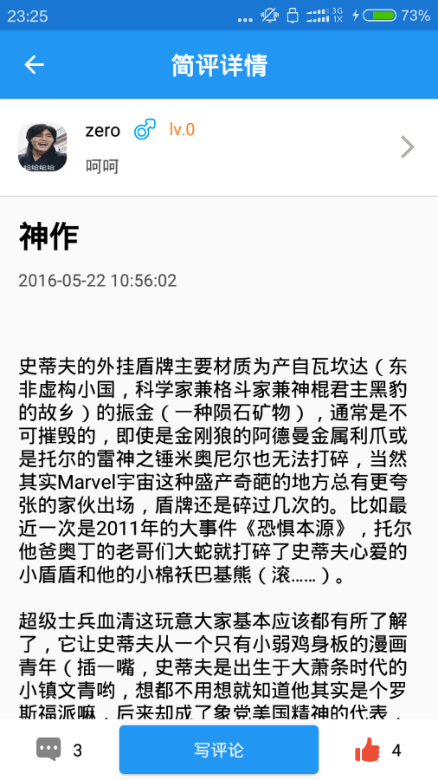 23:25
3G
1X
73%
简评详情
zero
lv.0
哈哈哈哈
呵呵
神作
2016-05-22 10:56:02
史蒂夫的外挂盾牌主要材质为产自瓦坎达（东
非虚构小国，科学家兼格斗家兼神棍君主黑豹
的故乡）的振金（一种陨石矿物），通常是不
可摧毁的，即使是金刚狼的阿德曼金属利爪或
是托尔的雷神之锤米奥尼尔也无法打碎，当然
其实Marvel宇宙这种盛产奇葩的地方总有更夸
张的家伙出场，盾牌还是碎过几次的。比如最
近一次是2011年的大事件《恐惧本源》，托尔
他爸奥丁的老哥们大蛇就打碎了史蒂夫心爱的
小盾盾和他的小棉袄巴基熊（滚……）。
超级士兵血清这玩意大家基本应该都有所了解
了，它让史蒂夫从一个只有小弱鸡身板的漫画
青年（插一嘴，史蒂夫是出生于大萧条时代的
小镇文青哟，想都不用想就知道他其实是个罗
斯福派嘛，后来却成了象党美国精神的代表，
3
写评论
4